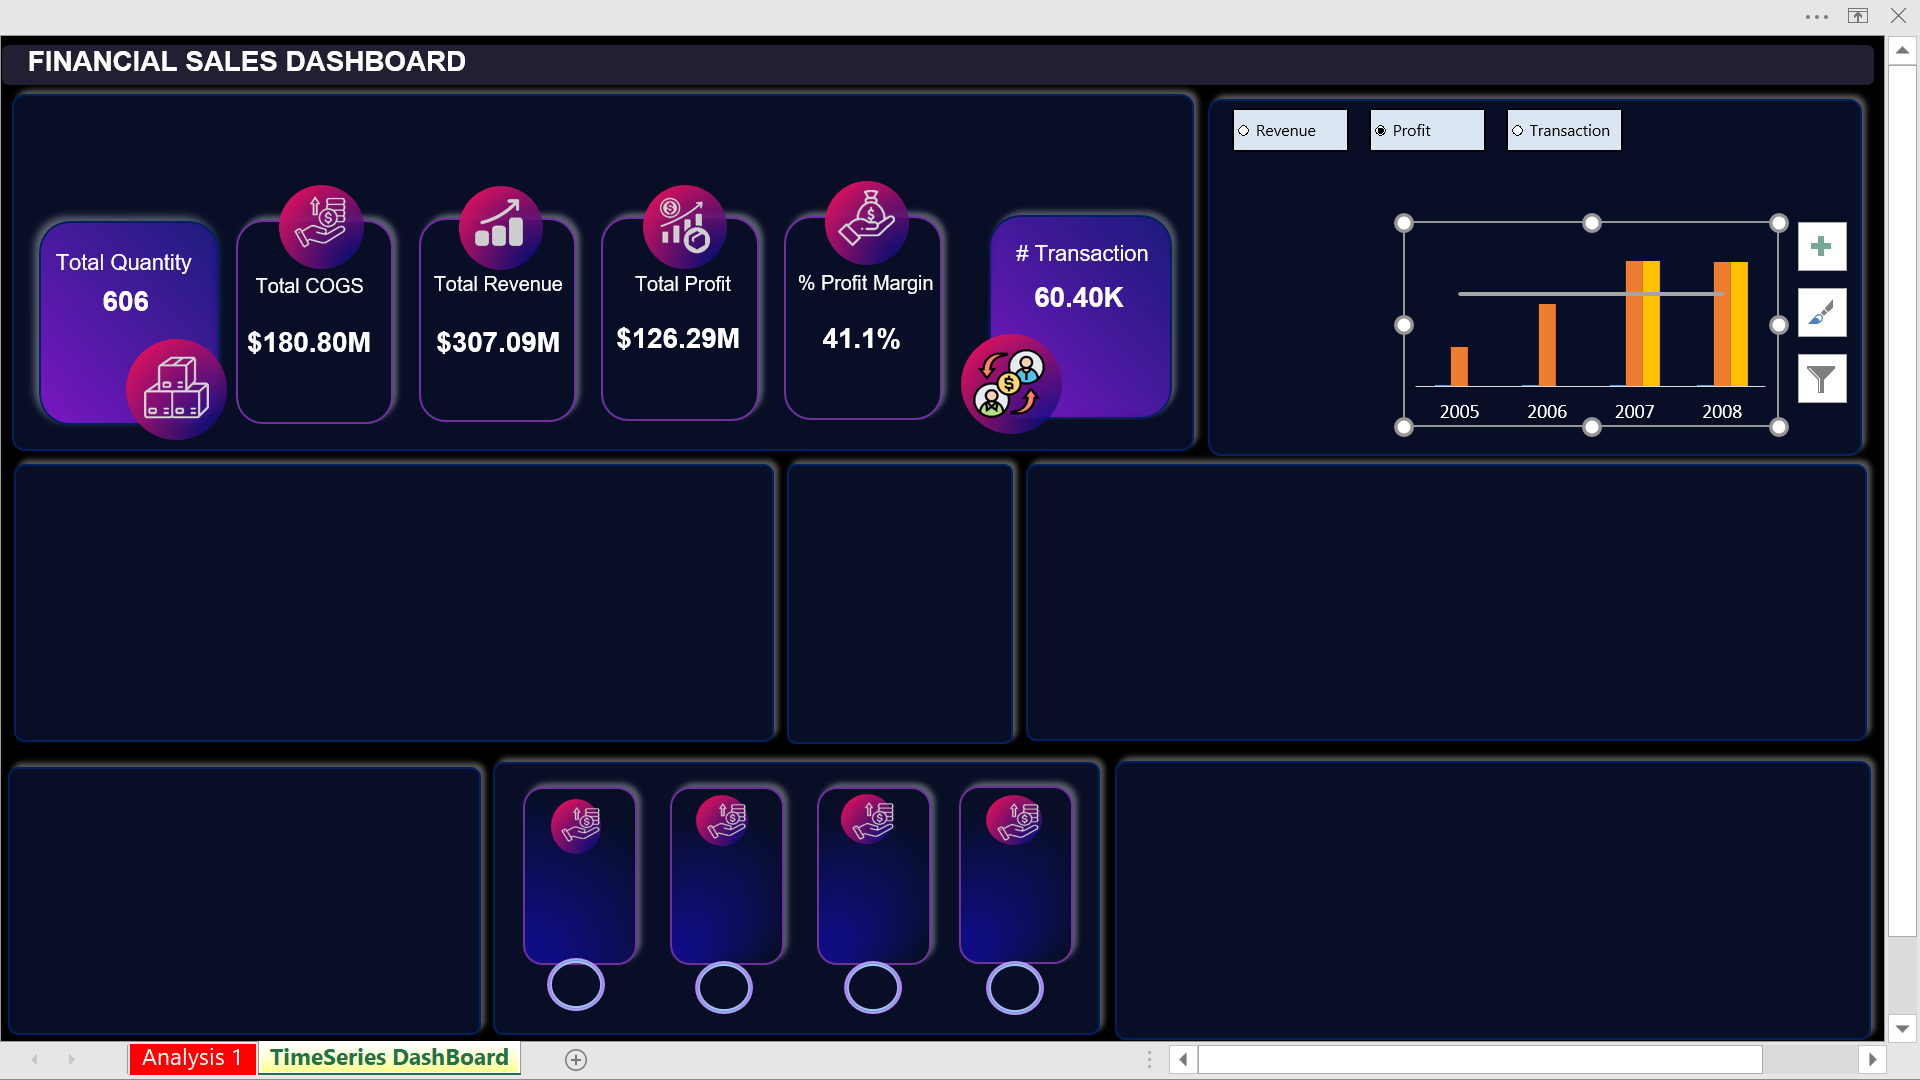 FINANCIAL SALES DASHBOARD
Revenue
Profit
Transaction
Total Quantity
606
Total COGS
$180.80M
Total Revenue
$307.09M
Total Profit
$126.29M
% Profit Margin
41.1%
# Transaction
60.40K
2005 2006 2007 2008
Analysis 1
TimeSeries DashBoard